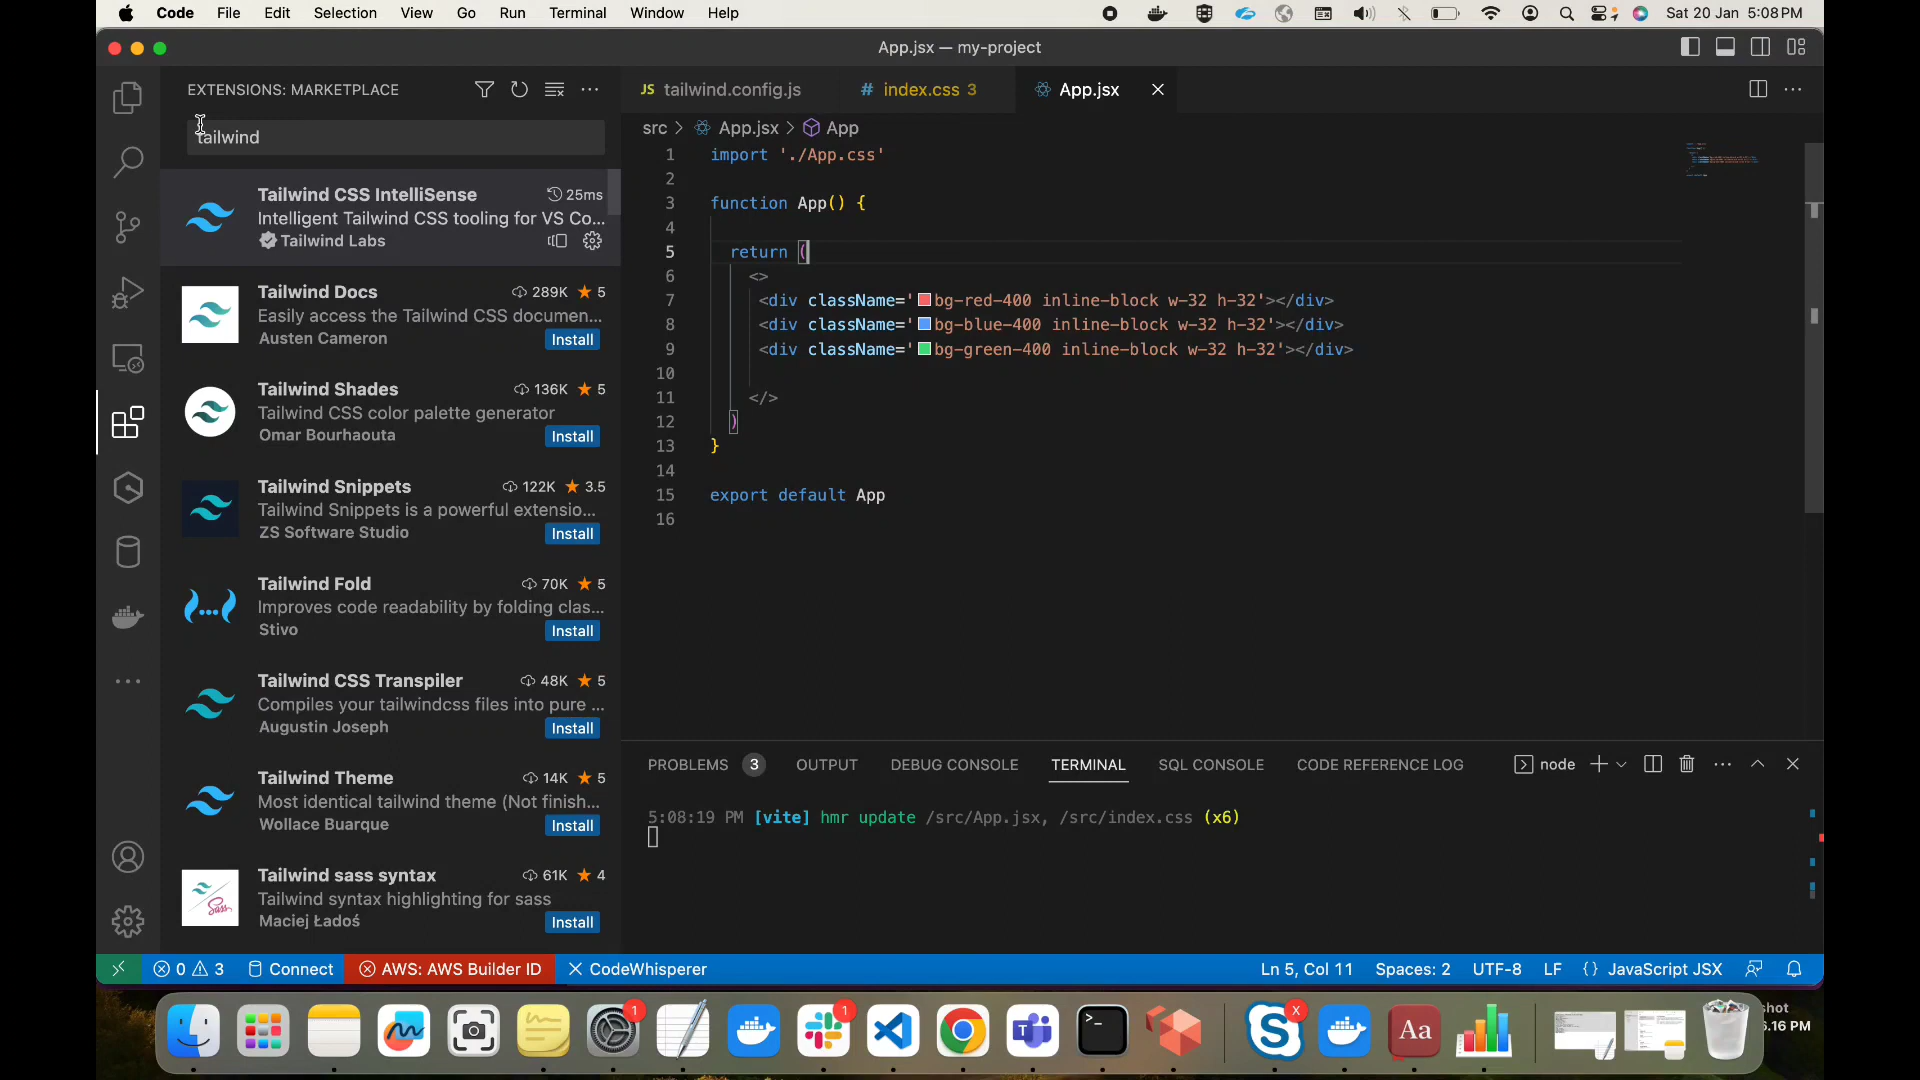 Code File Edit Selection View Go Run Terminal Window Help Sat 20 Jan 5:08 PM
App.jsx — my-project
EXTENSIONS: MARKETPLACE
tailwind
Tailwind CSS IntelliSense 25ms
Intelligent Tailwind CSS tooling for VS Co...
Tailwind Labs
Tailwind Docs 289K 5
Easily access the Tailwind CSS documen...
Austen Cameron Install
Tailwind Shades 136K 5
Tailwind CSS color palette generator
Omar Bourhaouta Install
Tailwind Snippets 122K 3.5
Tailwind Snippets is a powerful extensio...
ZS Software Studio Install
Tailwind Fold 70K 5
Improves code readability by folding clas...
Stivo Install
Tailwind CSS Transpiler 48K 5
Compiles your tailwindcss files into pure ...
Augustin Joseph Install
Tailwind Theme 14K 5
Most identical tailwind theme (Not finish...
Wollace Buarque Install
Tailwind sass syntax 61K 4
Tailwind syntax highlighting for sass
Maciej Ładoś Install
JS tailwind.config.js # index.css 3 App.jsx
src > App.jsx > App
1 import './App.css'
2
3 function App() {
4
5 return (
6 <>
7 <div className='bg-red-400 inline-block w-32 h-32'></div>
8 <div className='bg-blue-400 inline-block w-32 h-32'></div>
9 <div className='bg-green-400 inline-block w-32 h-32'></div>
10
11 </>
12 )
13 }
14
15 export default App
16
PROBLEMS 3 OUTPUT DEBUG CONSOLE TERMINAL SQL CONSOLE CODE REFERENCE LOG node
5:08:19 PM [vite] hmr update /src/App.jsx, /src/index.css (x6)
0 3 Connect AWS: AWS Builder ID CodeWhisperer Ln 5, Col 11 Spaces: 2 UTF-8 LF {} JavaScript JSX
1 1 X Aa
shot
5.16 PM